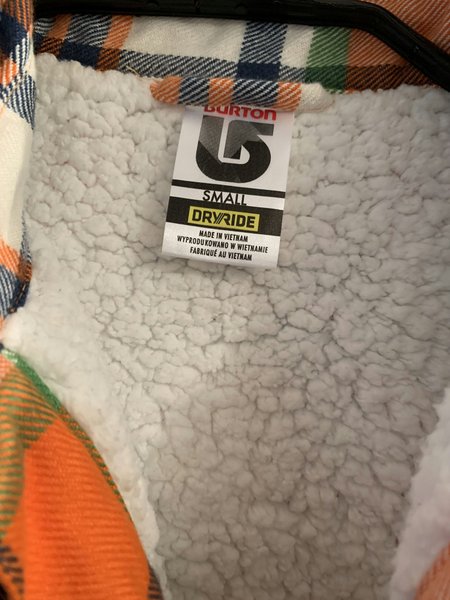 BURTON
SMALL
DRYRIDE
MADE IN VIETNAM
WYPRODUKOWANO W WIETNAMIE
FABRIQUÉ AU VIETNAM